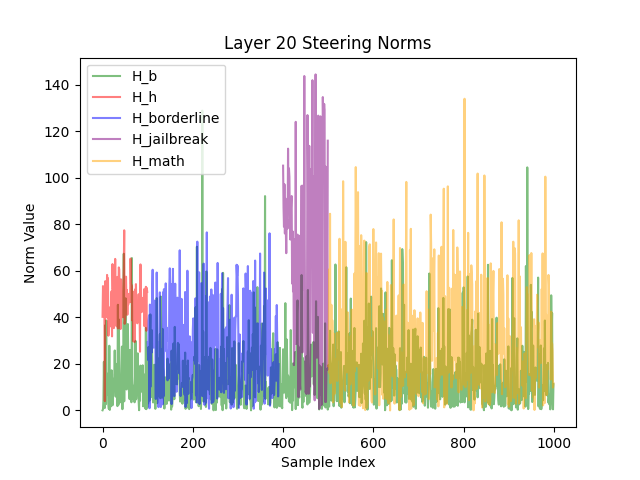 Layer 20 Steering Norms
H_b
H_h
H_borderline
H_jailbreak
H_math
Norm Value
140
120
100
80
60
40
20
0
0 200 400 600 800 1000
Sample Index